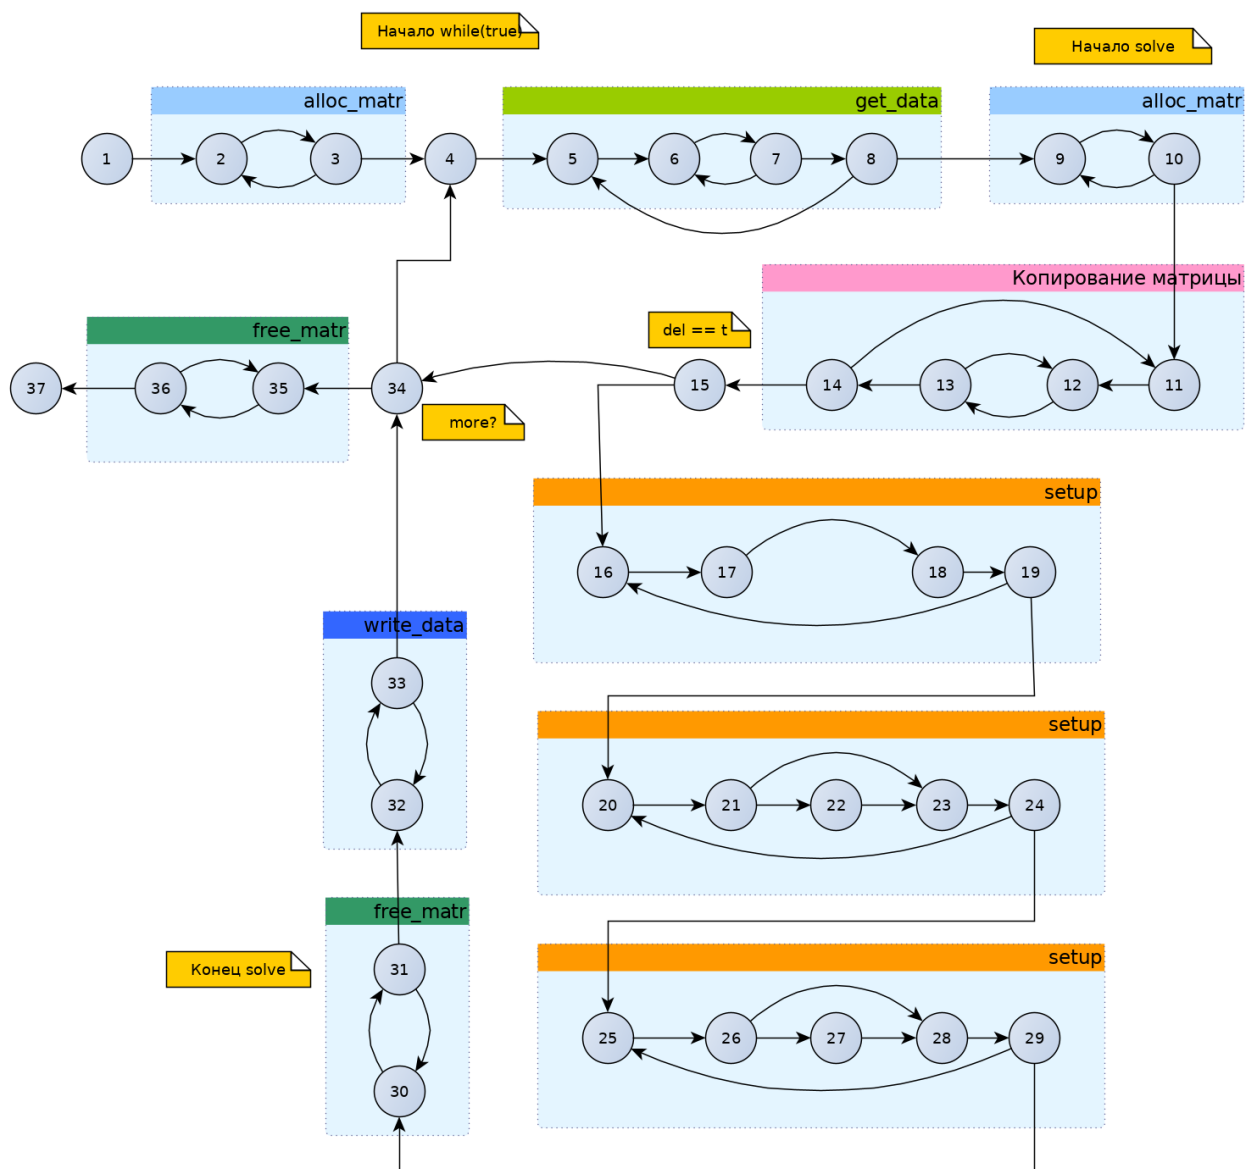 Начало while(true)
Начало solve
alloc_matr
get_data
alloc_matr
1
2
3
4
5
6
7
8
9
10
Копирование матрицы
free_matr
del == t
37
36
35
34
15
14
13
12
11
more?
setup
16
17
18
19
write_data
33
setup
32
20
21
22
23
24
free_matr
setup
Конец solve
31
25
26
27
28
29
30